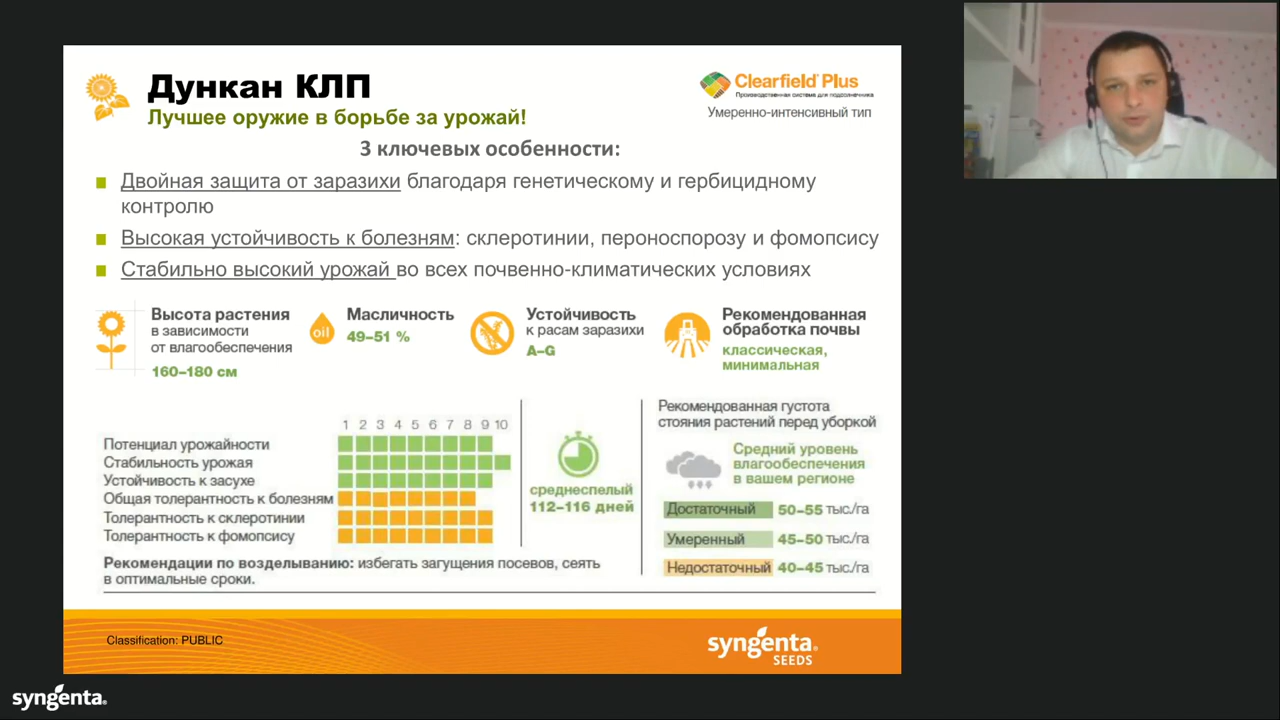 Дункан КЛП
Лучшее оружие в борьбе за урожай!
Clearfield® Plus
Производственная система для подсолнечника
Умеренно-интенсивный тип
3 ключевых особенности:
Двойная защита от заразихи благодаря генетическому и гербицидному
контролю
Высокая устойчивость к болезням: склеротинии, пероноспорозу и фомопсису
Стабильно высокий урожай во всех почвенно-климатических условиях
Высота растения
в зависимости
от влагообеспечения
160–180 см
oil
Масличность
49–51 %
Устойчивость
к расам заразихи
A–G
Рекомендованная
обработка почвы
классическая,
минимальная
1 2 3 4 5 6 7 8 9 10
Потенциал урожайности
Стабильность урожая
Устойчивость к засухе
Общая толерантность к болезням
Толерантность к склеротинии
Толерантность к фомопсису
среднеспелый
112–116 дней
Рекомендованная густота
стояния растений перед уборкой
Средний уровень
влагообеспечения
в вашем регионе
Достаточный 50–55 тыс./га
Умеренный 45–50 тыс./га
Недостаточный 40–45 тыс./га
Рекомендации по возделыванию: избегать загущения посевов, сеять
в оптимальные сроки.
Classification: PUBLIC
syngenta®
SEEDS
syngenta®